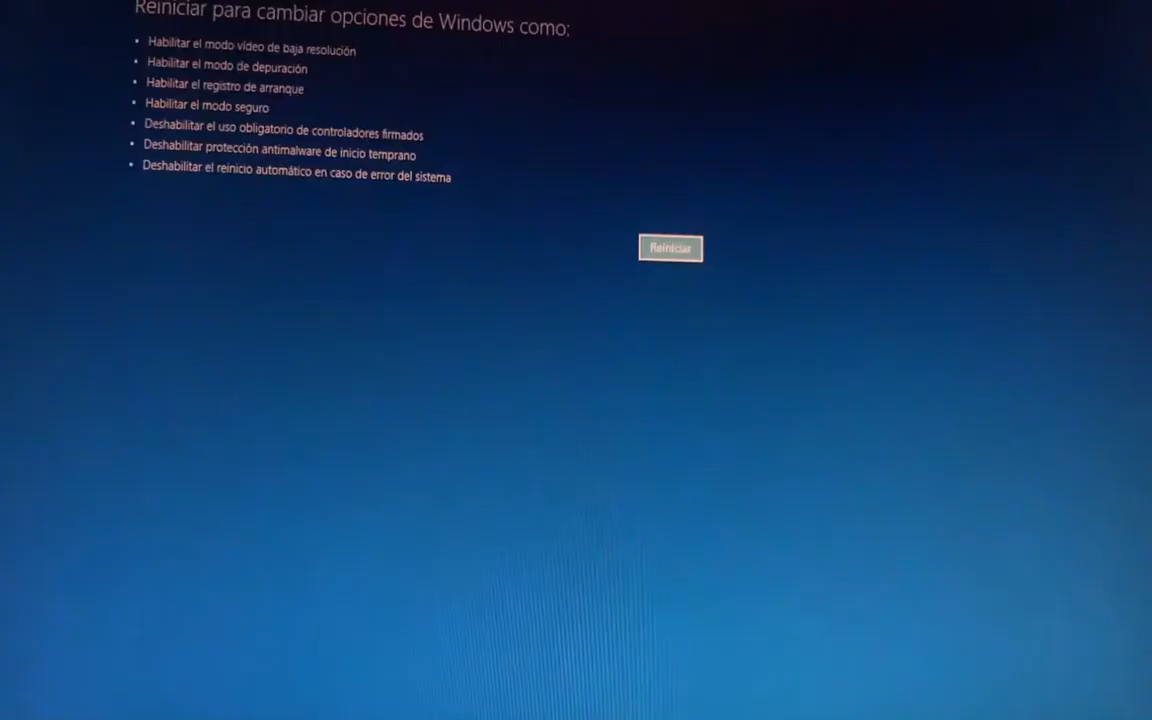 Reiniciar para cambiar opciones de Windows como:
• Habilitar el modo vídeo de baja resolución
• Habilitar el modo de depuración
• Habilitar el registro de arranque
• Habilitar el modo seguro
• Deshabilitar el uso obligatorio de controladores firmados
• Deshabilitar protección antimalware de inicio temprano
• Deshabilitar el reinicio automático en caso de error del sistema
Reiniciar